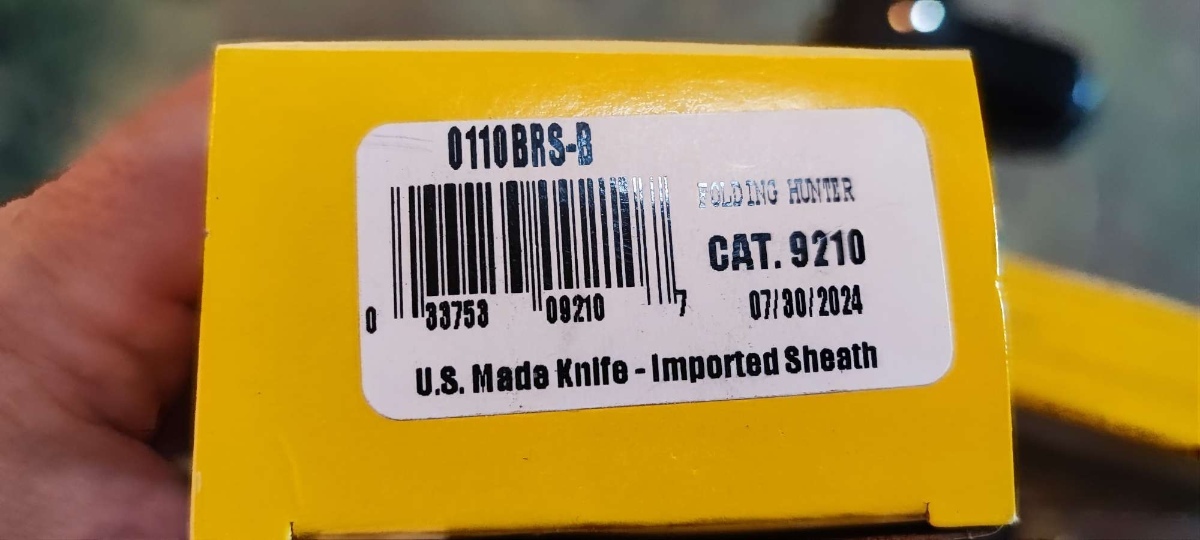 0110BRS-B
FOLDING HUNTER
CAT. 9210
0 33753 09210 7
07/30/2024
U.S. Made Knife - Imported Sheath